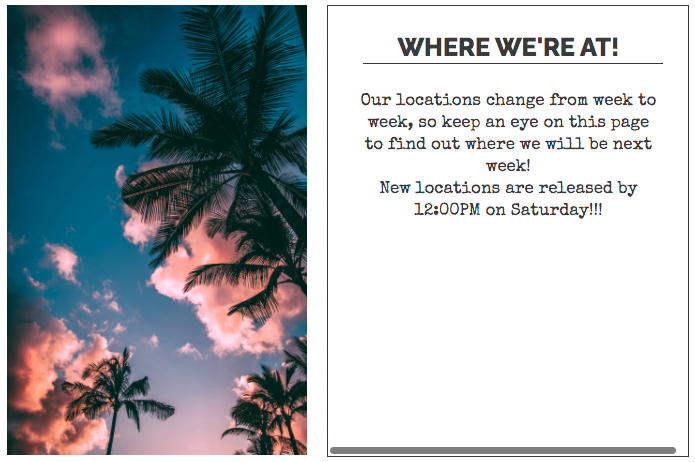 WHERE WE'RE AT!
Our locations change from week to
week, so keep an eye on this page
to find out where we will be next
week!
New locations are released by
12:00PM on Saturday!!!